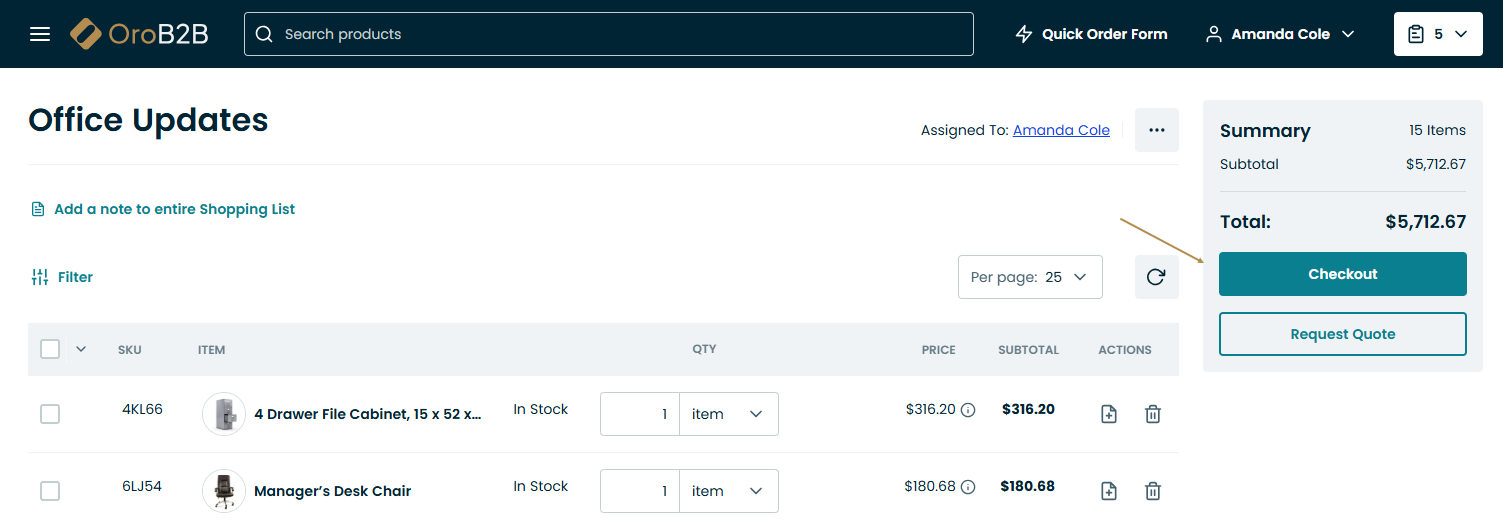 OroB2B
Search products
Quick Order Form
Amanda Cole
5
Office Updates
Assigned To: Amanda Cole
Add a note to entire Shopping List
Filter
Per page: 25
SKU ITEM QTY PRICE SUBTOTAL ACTIONS
4KL66 4 Drawer File Cabinet, 15 x 52 x... In Stock 1 item $316.20 $316.20
6LJ54 Manager’s Desk Chair In Stock 1 item $180.68 $180.68
Summary 15 Items
Subtotal $5,712.67
Total: $5,712.67
Checkout
Request Quote